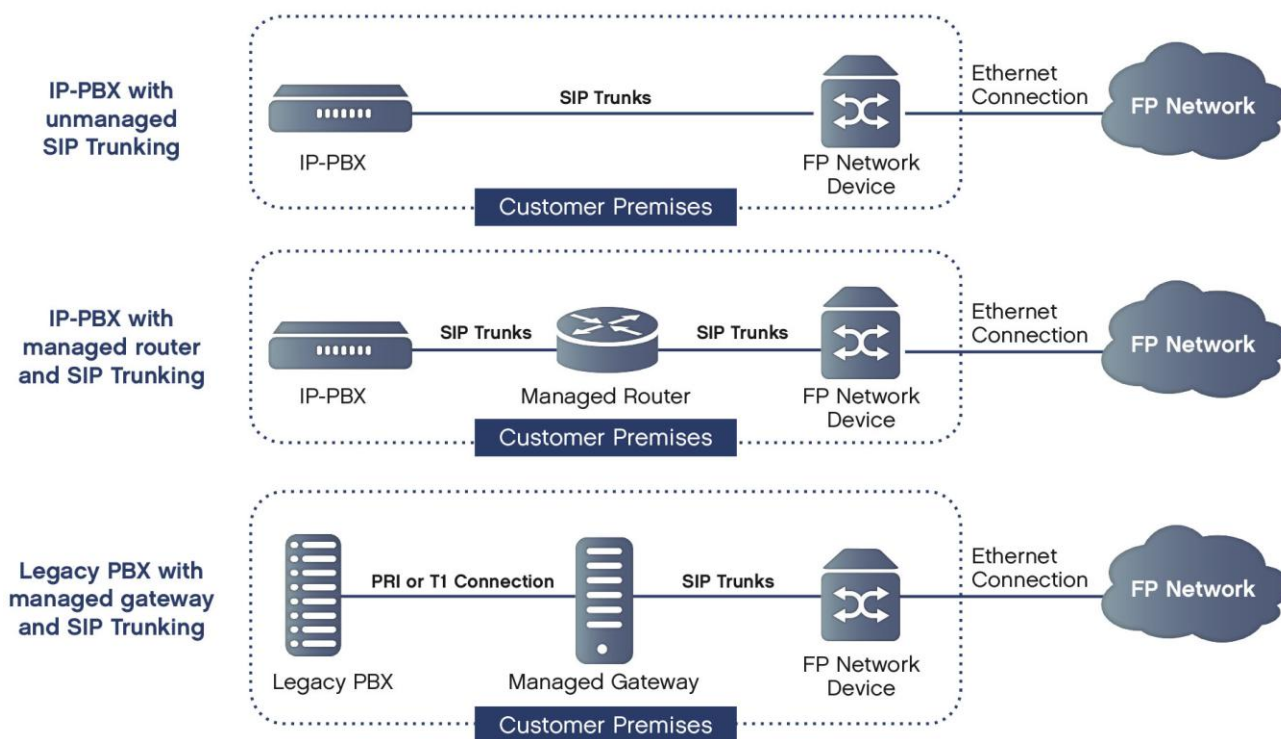 IP-PBX with
unmanaged
SIP Trunking
SIP Trunks
IP-PBX
FP Network
Device
Ethernet
Connection
FP Network
Customer Premises
IP-PBX with
managed router
and SIP Trunking
SIP Trunks
SIP Trunks
IP-PBX
Managed Router
FP Network
Device
Ethernet
Connection
FP Network
Customer Premises
Legacy PBX with
managed gateway
and SIP Trunking
PRI or T1 Connection
SIP Trunks
Legacy PBX
Managed Gateway
FP Network
Device
Ethernet
Connection
FP Network
Customer Premises